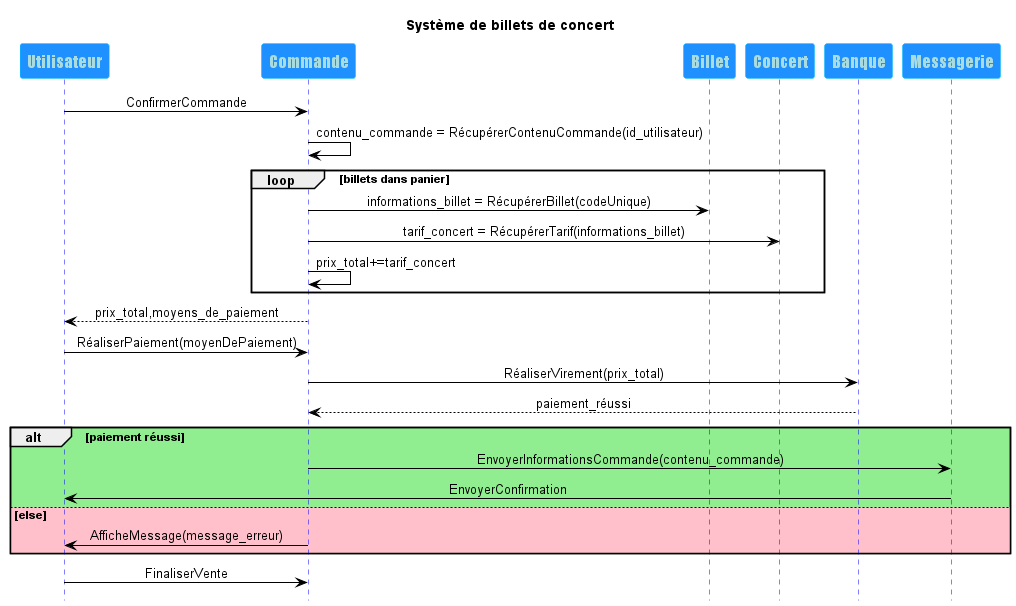 Système de billets de concert
Utilisateur Commande Billet Concert Banque Messagerie
ConfirmerCommande
contenu_commande = RécupérerContenuCommande(id_utilisateur)
loop [billets dans panier]
informations_billet = RécupérerBillet(codeUnique)
tarif_concert = RécupérerTarif(informations_billet)
prix_total+=tarif_concert
prix_total,moyens_de_paiement
RéaliserPaiement(moyenDePaiement)
RéaliserVirement(prix_total)
paiement_réussi
alt [paiement réussi]
EnvoyerInformationsCommande(contenu_commande)
EnvoyerConfirmation
[else]
AfficheMessage(message_erreur)
FinaliserVente